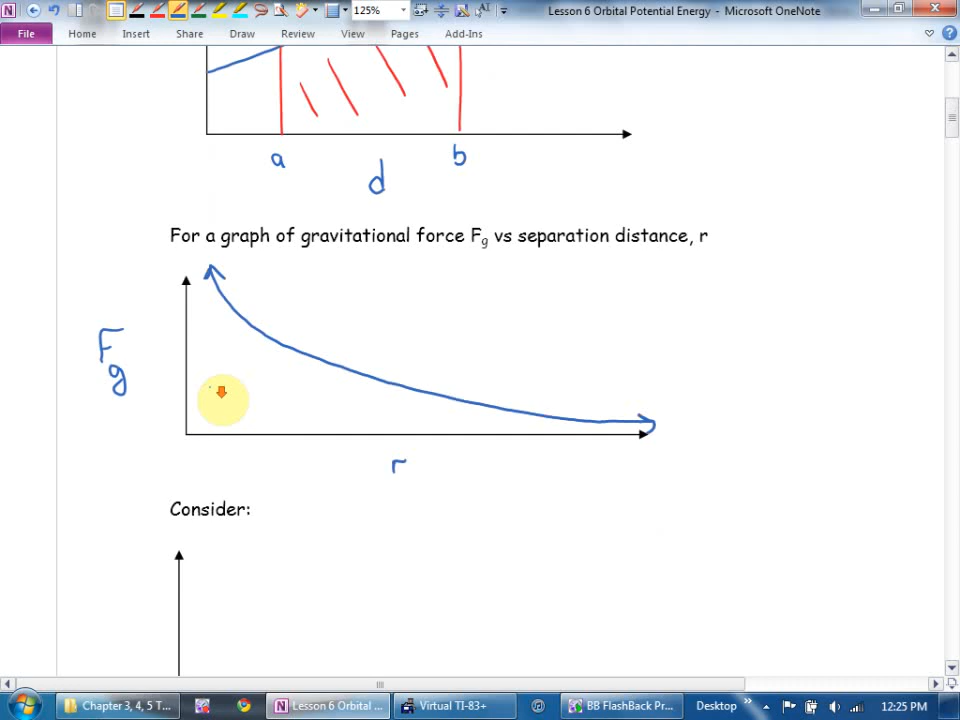 125%
Lesson 6 Orbital Potential Energy - Microsoft OneNote
File Home Insert Share Draw View Pages Add-Ins
a b
d
For a graph of gravitational force Fg vs separation distance, r
Fg
r
Consider:
Chapter 3, 4, 5 T... Lesson 6 Orbital ... Virtual TI-83+ BB FlashBack Pr... Desktop 12:25 PM